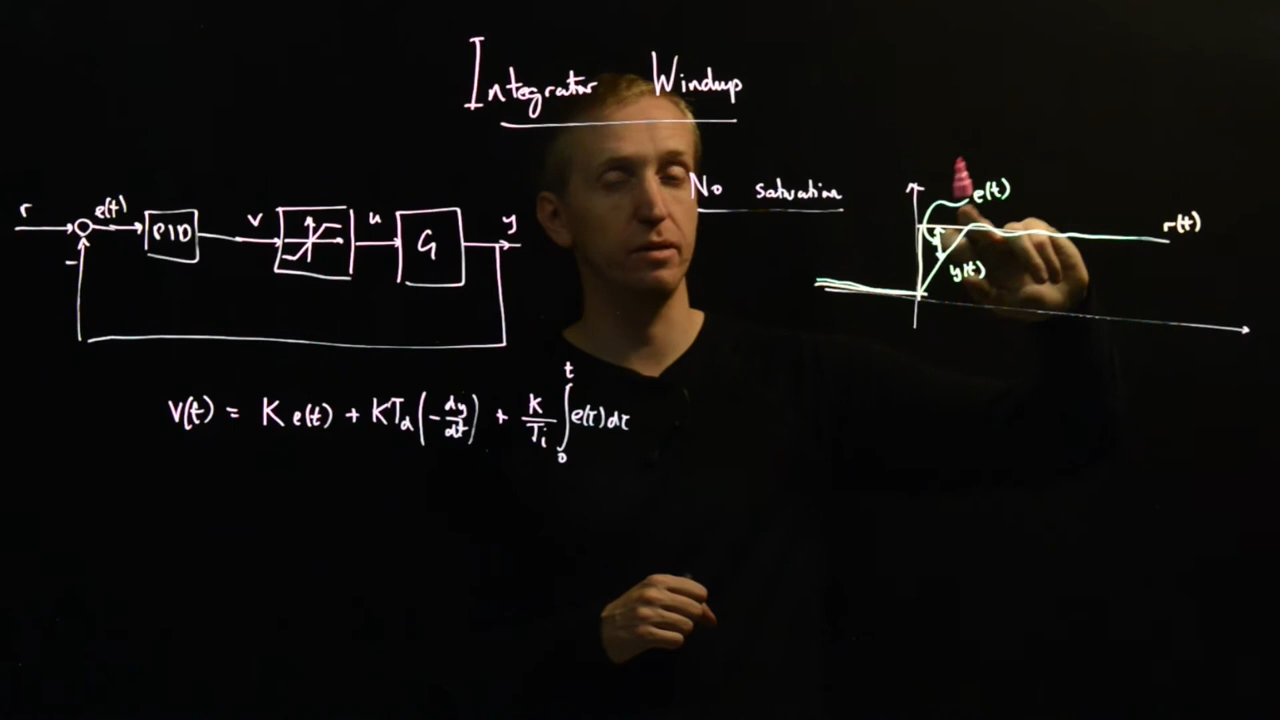 Integrator Windup
No saturation
r e(t) PID v u G y
-
e(t)
r(t)
y(t)
v(t) = K e(t) + KT_d(-dy/dt) + K/T_i ∫_0^t e(τ)dτ